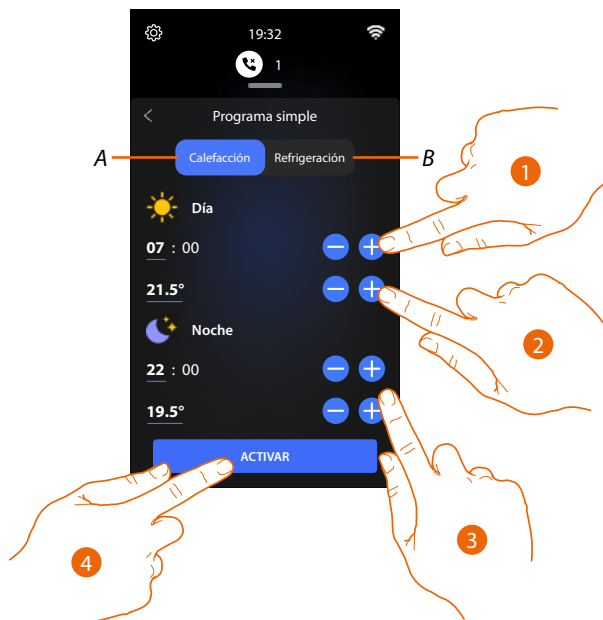 19:32
1
Programa simple
A
Calefacción
Refrigeración
B
1
Día
07 : 00
21.5°
2
Noche
22 : 00
19.5°
ACTIVAR
3
4